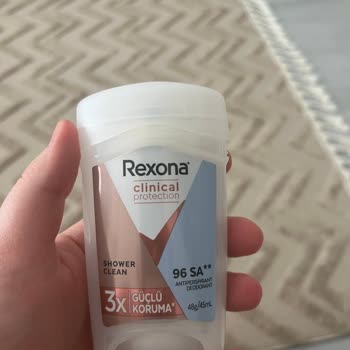 Rexona
clinical
protection
SHOWER
CLEAN
96 SA**
ANTIPERSPIRANT
DEODORANT
3x GÜÇLÜ
KORUMA*
48g/45mL